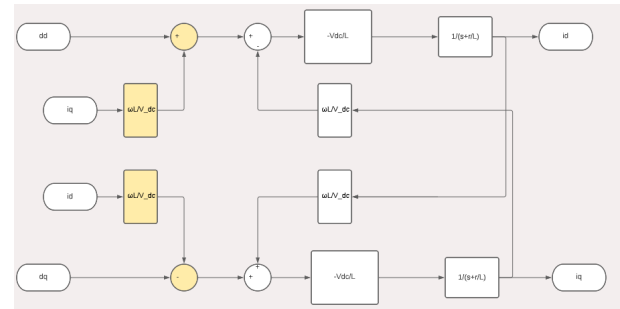 dd
+
+
-
-Vdc/L
1/(s+r/L)
id
iq
ωL/V_dc
ωL/V_dc
id
ωL/V_dc
ωL/V_dc
dq
-
+
+
-Vdc/L
1/(s+r/L)
iq